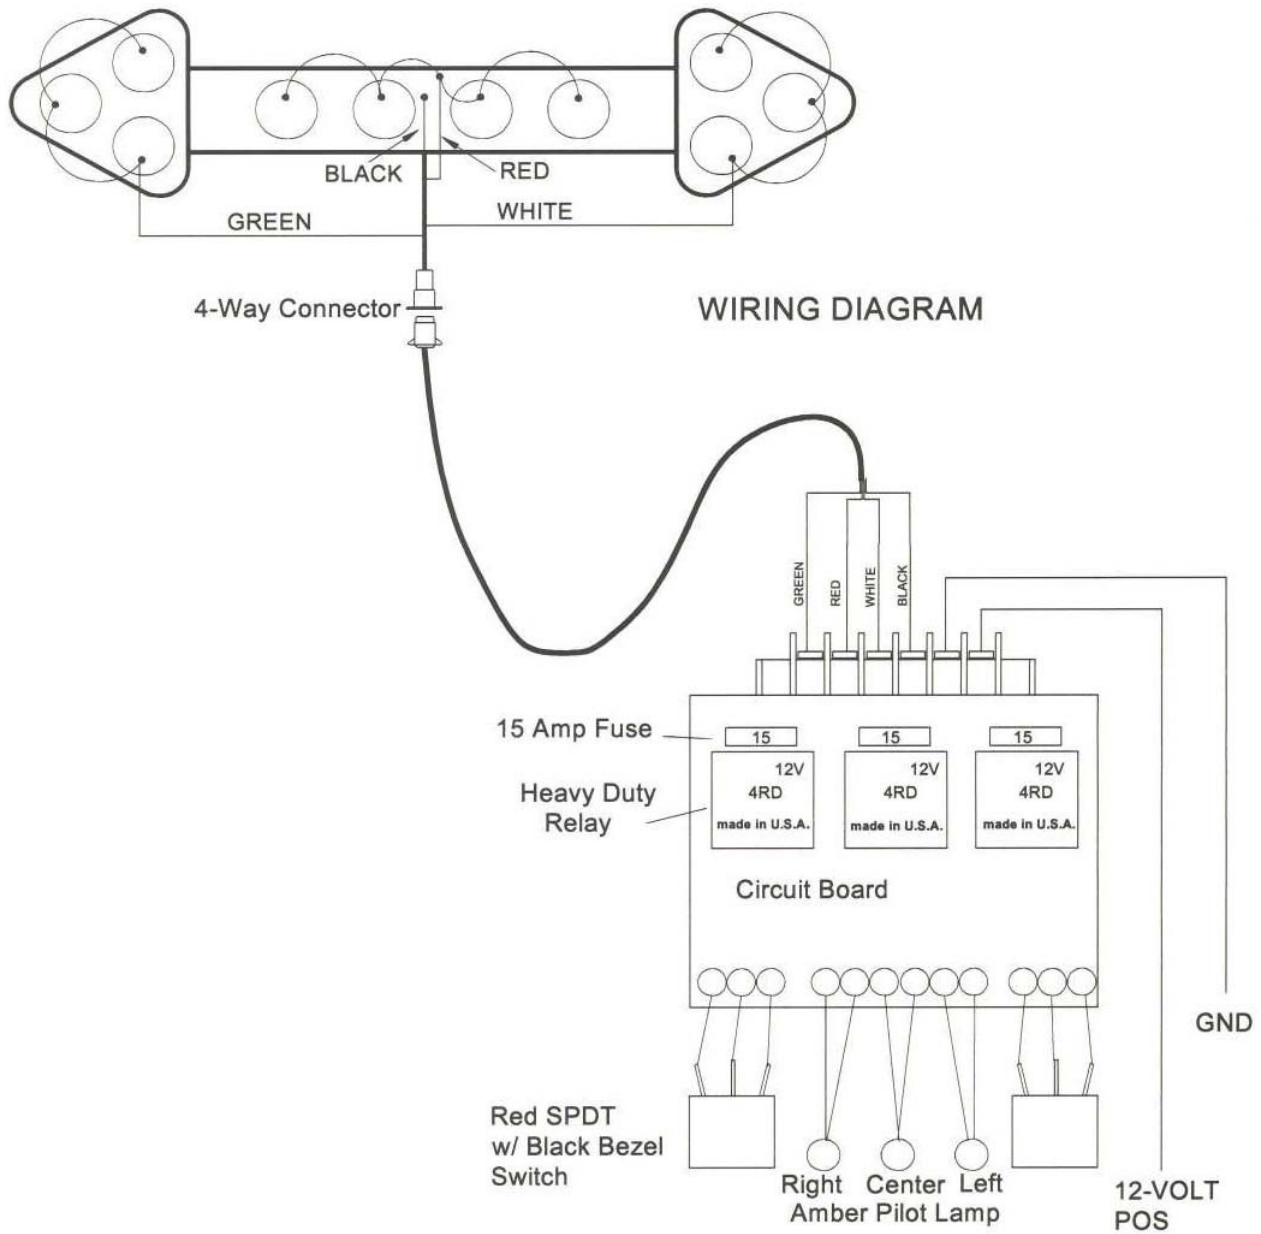 BLACK
RED
GREEN
WHITE
4-Way Connector
WIRING DIAGRAM
GREEN
RED
WHITE
BLACK
15 Amp Fuse
15
15
15
Heavy Duty
Relay
12V
4RD
made in U.S.A.
12V
4RD
made in U.S.A.
12V
4RD
made in U.S.A.
Circuit Board
GND
Red SPDT
w/ Black Bezel
Switch
Right Center Left
Amber Pilot Lamp
12-VOLT
POS